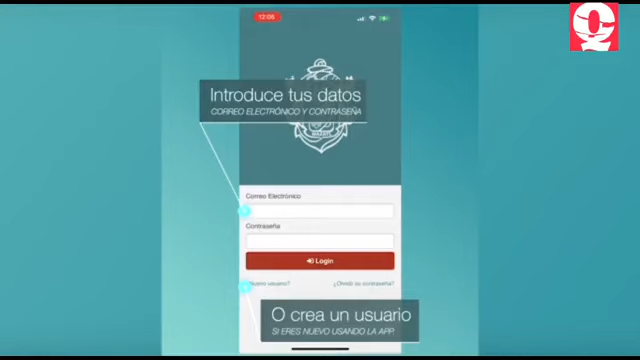 13:06
Introduce tus datos
CORREO ELECTRÓNICO Y CONTRASEÑA
Correo Electrónico
Contraseña
Login
¿Nuevo usuario?
¿Olvidó su contraseña?
O crea un usuario
SI ERES NUEVO USANDO LA APP.